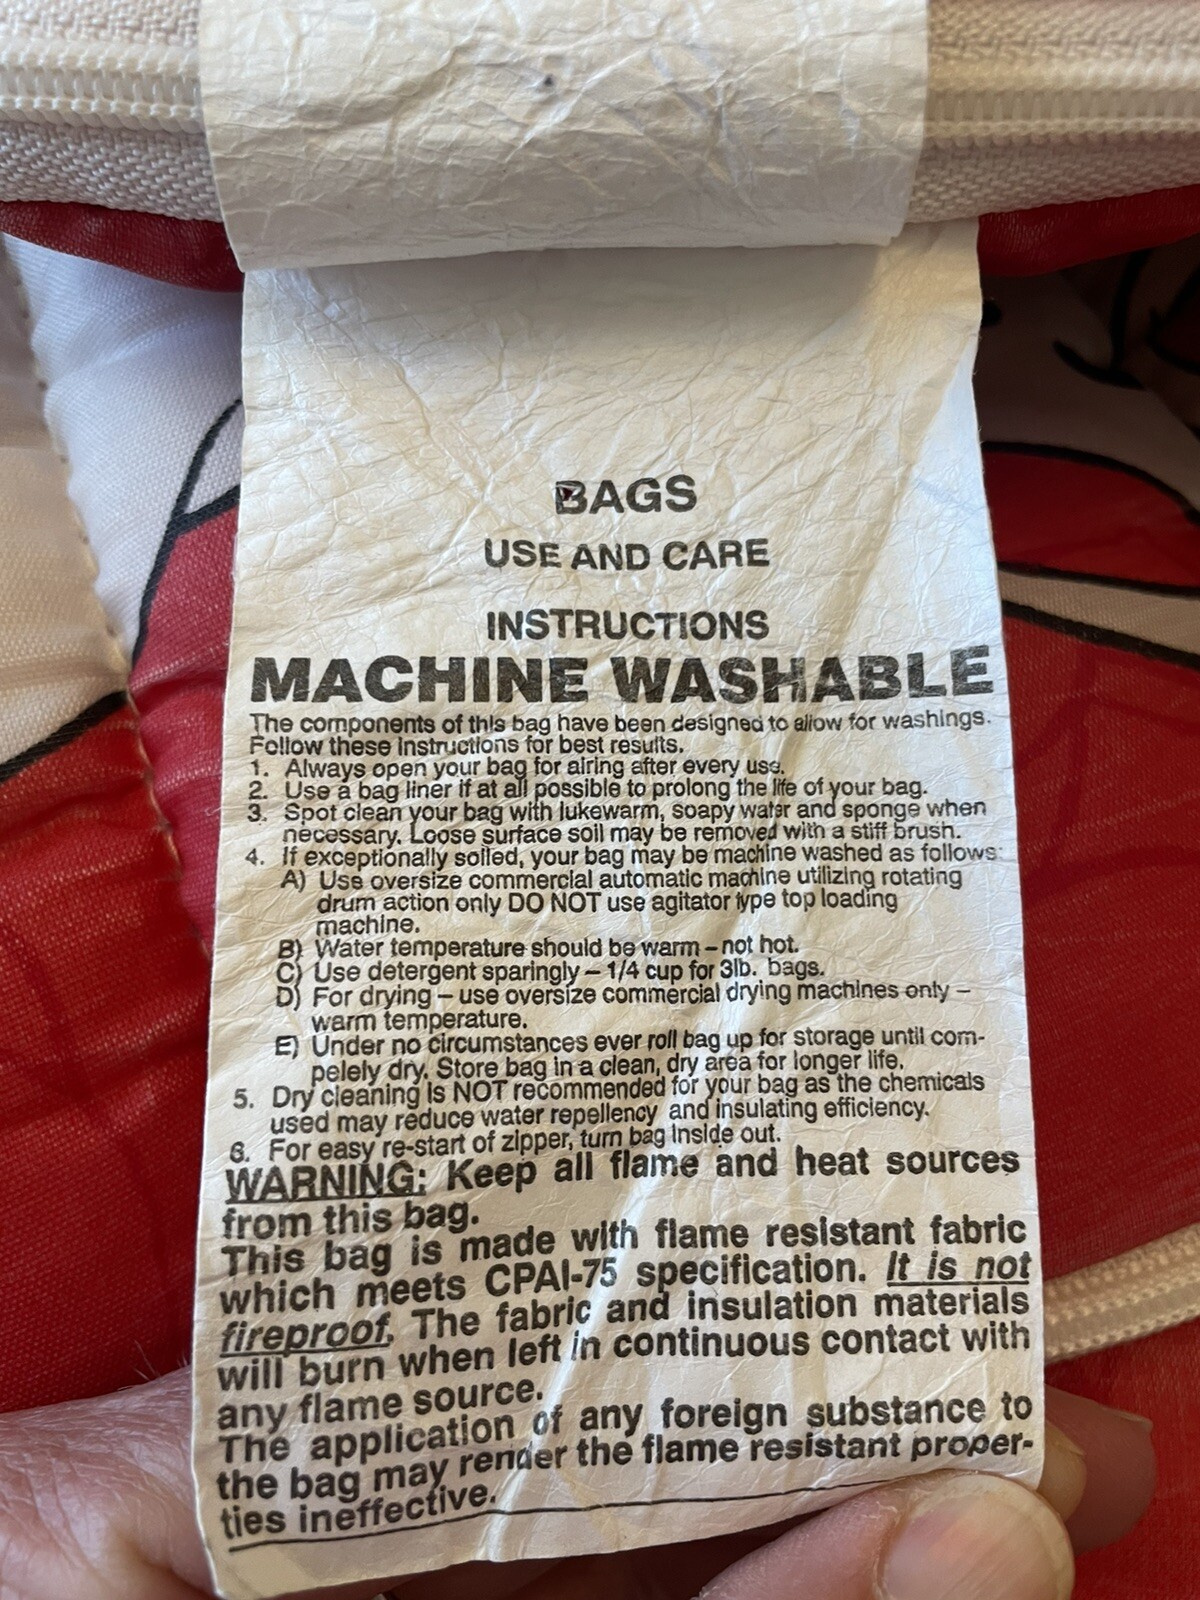 BAGS
USE AND CARE
INSTRUCTIONS
MACHINE WASHABLE
The components of this bag have been designed to allow for washings.
Follow these instructions for best results.
1. Always open your bag for airing after every use.
2. Use a bag liner if at all possible to prolong the life of your bag.
3. Spot clean your bag with lukewarm, soapy water and sponge when
necessary. Loose surface soil may be removed with a stiff brush.
4. If exceptionally soiled, your bag may be machine washed as follows:
A) Use oversize commercial automatic machine utilizing rotating
drum action only DO NOT use agitator type top loading
machine.
B) Water temperature should be warm – not hot.
C) Use detergent sparingly – 1/4 cup for 3lb. bags.
D) For drying – use oversize commercial drying machines only –
warm temperature.
E) Under no circumstances ever roll bag up for storage until com-
pelely dry. Store bag in a clean, dry area for longer life.
5. Dry cleaning is NOT recommended for your bag as the chemicals
used may reduce water repellency and insulating efficiency.
6. For easy re-start of zipper, turn bag inside out.
WARNING: Keep all flame and heat sources
from this bag.
This bag is made with flame resistant fabric
which meets CPAI-75 specification. It is not
fireproof. The fabric and insulation materials
will burn when left in continuous contact with
any flame source.
The application of any foreign substance to
the bag may render the flame resistant proper-
ties ineffective.